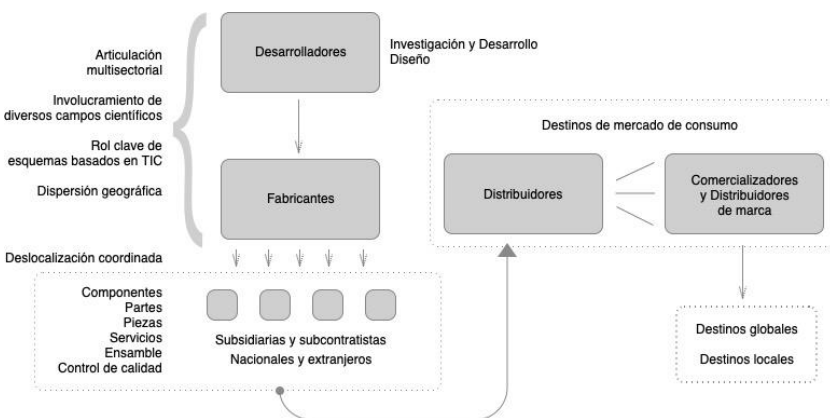 Desarrolladores
Investigación y Desarrollo
Diseño
Articulación
multisectorial
Involucramiento de
diversos campos científicos
Rol clave de
esquemas basados en TIC
Dispersión geográfica
Fabricantes
Deslocalización coordinada
Componentes
Partes
Piezas
Servicios
Ensamble
Control de calidad
Subsidiarias y subcontratistas
Nacionales y extranjeros
Destinos de mercado de consumo
Distribuidores
Comercializadores
y Distribuidores
de marca
Destinos globales
Destinos locales